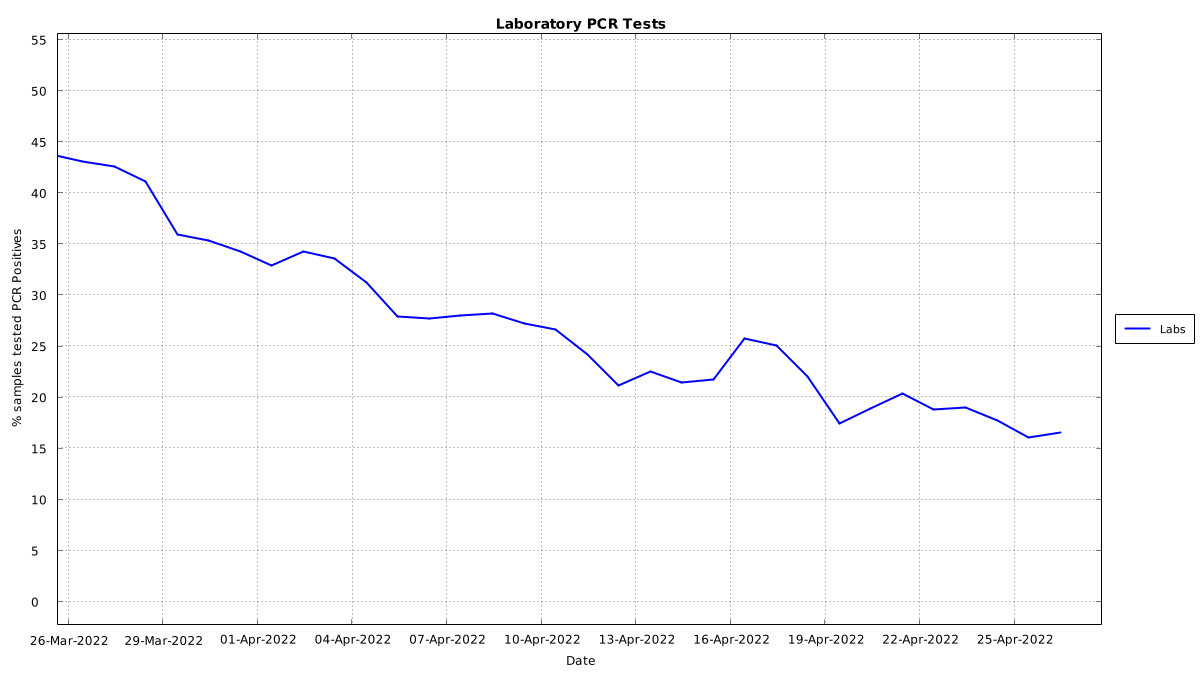 Laboratory PCR Tests
55
50
45
40
35
30
25
20
15
10
5
0
% samples tested PCR Positives
26-Mar-2022 29-Mar-2022 01-Apr-2022 04-Apr-2022 07-Apr-2022 10-Apr-2022 13-Apr-2022 16-Apr-2022 19-Apr-2022 22-Apr-2022 25-Apr-2022
Date
Labs